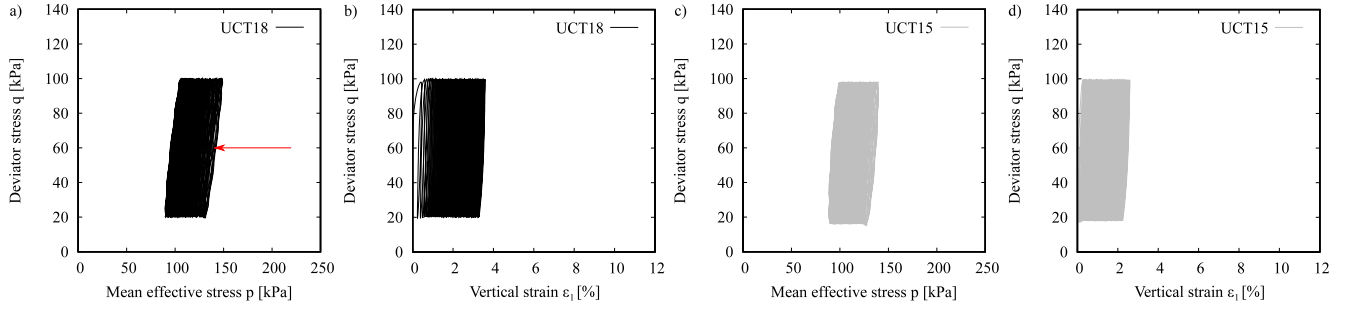 a)
UCT18
140
120
100
80
60
40
20
0
Deviator stress q [kPa]
0 50 100 150 200 250
Mean effective stress p [kPa]
b)
UCT18
140
120
100
80
60
40
20
0
Deviator stress q [kPa]
0 2 4 6 8 10 12
Vertical strain ε₁ [%]
c)
UCT15
140
120
100
80
60
40
20
0
Deviator stress q [kPa]
0 50 100 150 200 250
Mean effective stress p [kPa]
d)
UCT15
140
120
100
80
60
40
20
0
Deviator stress q [kPa]
0 2 4 6 8 10 12
Vertical strain ε₁ [%]